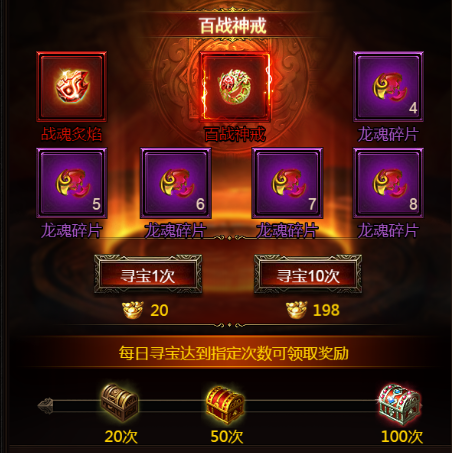 百战神戒
4
战魂炙焰
百战神戒
龙魂碎片
5
6
7
8
龙魂碎片
龙魂碎片
龙魂碎片
龙魂碎片
寻宝1次
寻宝10次
20
198
每日寻宝达到指定次数可领取奖励
20次
50次
100次